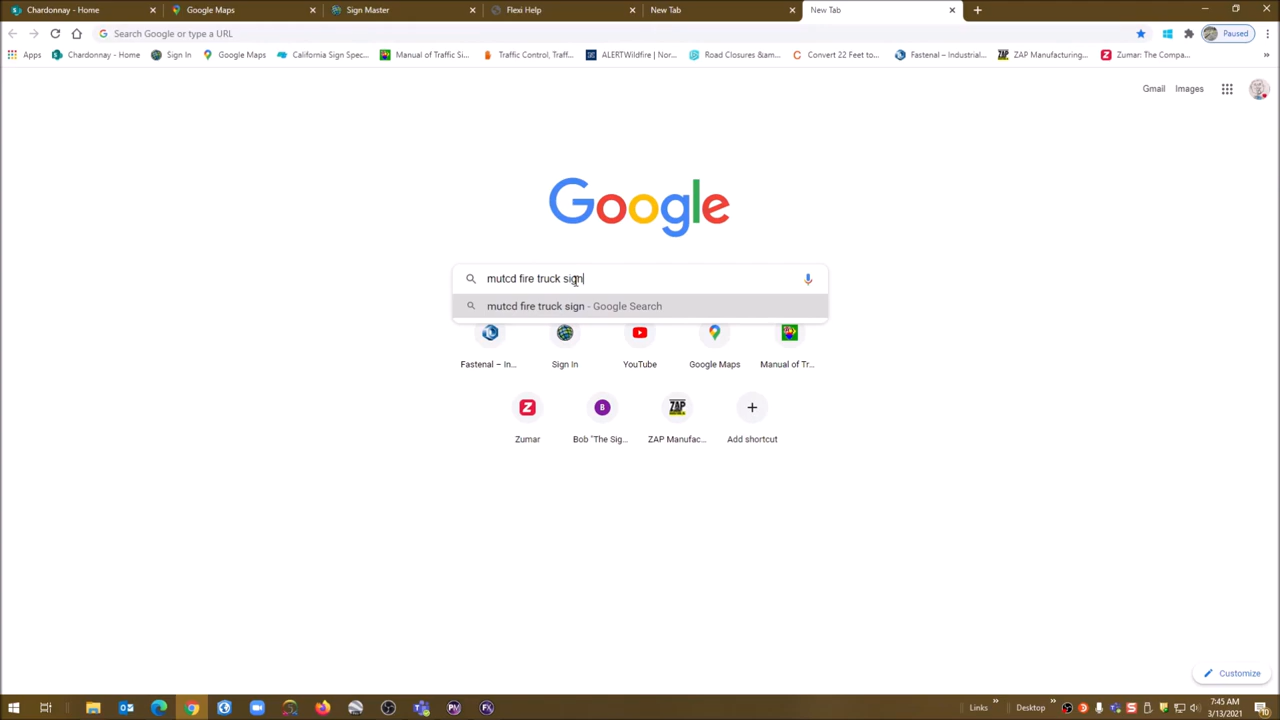 Chardonnay - Home
Google Maps
Sign Master
Flexi Help
New Tab
New Tab
Search Google or type a URL
Paused
Apps
Chardonnay - Home
Sign In
Google Maps
California Sign Spec...
Manual of Traffic Si...
Traffic Control, Traff...
ALERTWildfire | Nor...
Road Closures &am...
Convert 22 Feet to...
Fastenal – Industrial...
ZAP Manufacturing,...
Zumar: The Compa...
Gmail
Images
Google
mutcd fire truck sign
mutcd fire truck sign - Google Search
Fastenal – In...
Sign In
YouTube
Google Maps
Manual of Tr...
Z
B
ZAP
Zumar
Bob "The Sig...
ZAP Manufac...
Add shortcut
Customize
Links
Desktop
7:45 AM
3/13/2021